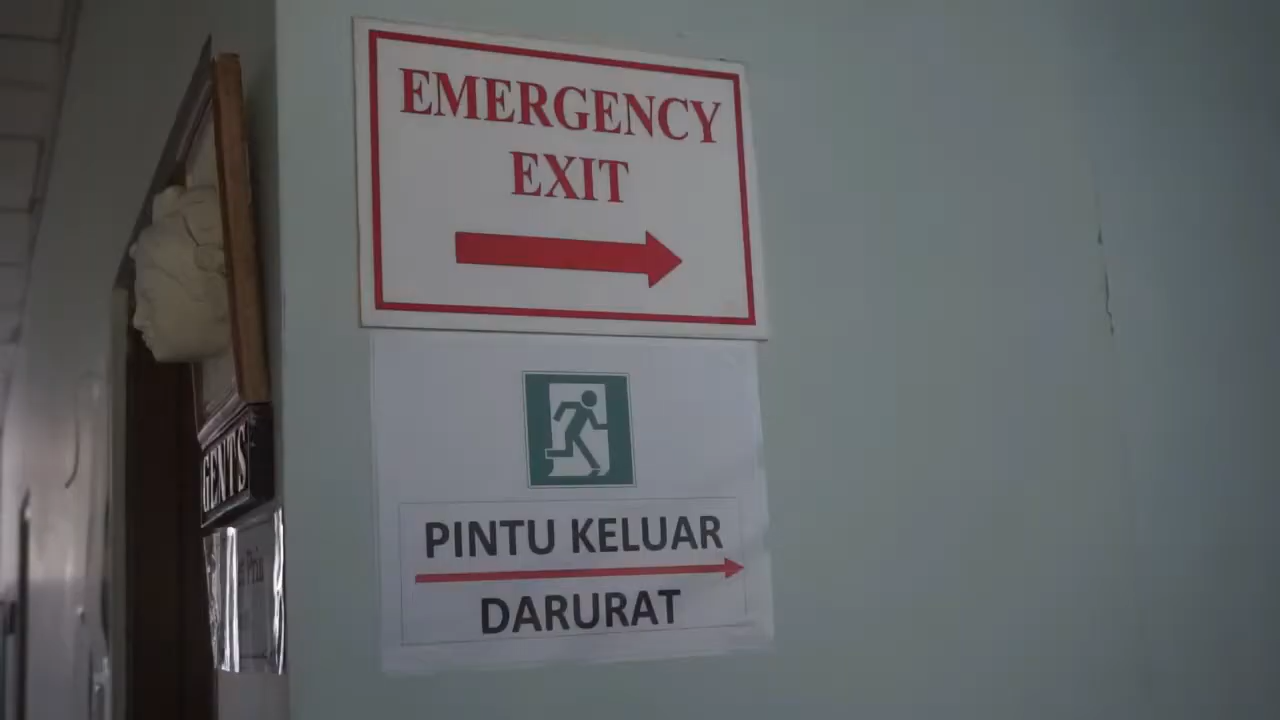 EMERGENCY
EXIT
PINTU KELUAR
DARURAT
GENTS